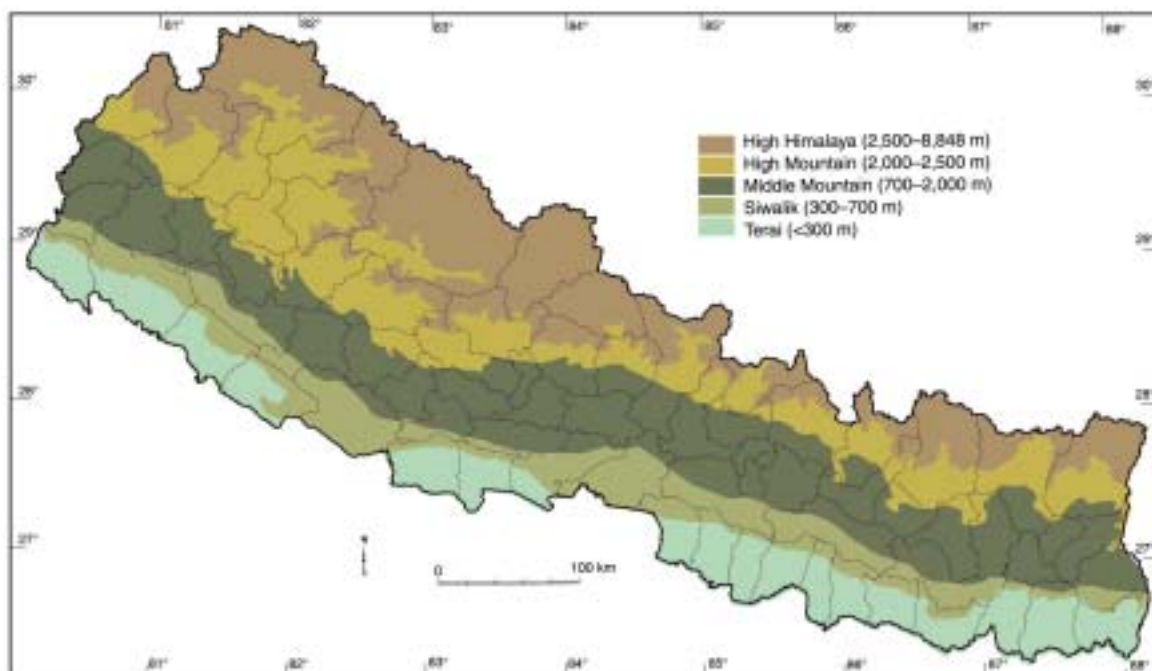 81° 82 83 84 85 86 87 88°
30° 30°
High Himalaya (2,500–8,848 m)
High Mountain (2,000–2,500 m)
Middle Mountain (700–2,000 m)
Siwalik (300–700 m)
Terai (<300 m)
29° 29°
28° 28°
27° 27°
0 100 km
81° 82° 83° 84° 85° 86° 87° 88°